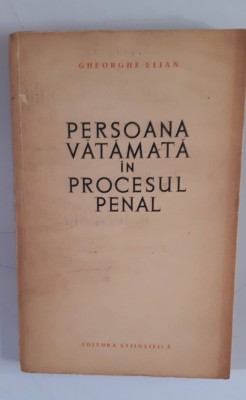 GHEORGHE ELIAN
PERSOANA
VĂTĂMATĂ
ÎN
PROCESUL
PENAL
EDITURA ȘTIINȚIFICĂ